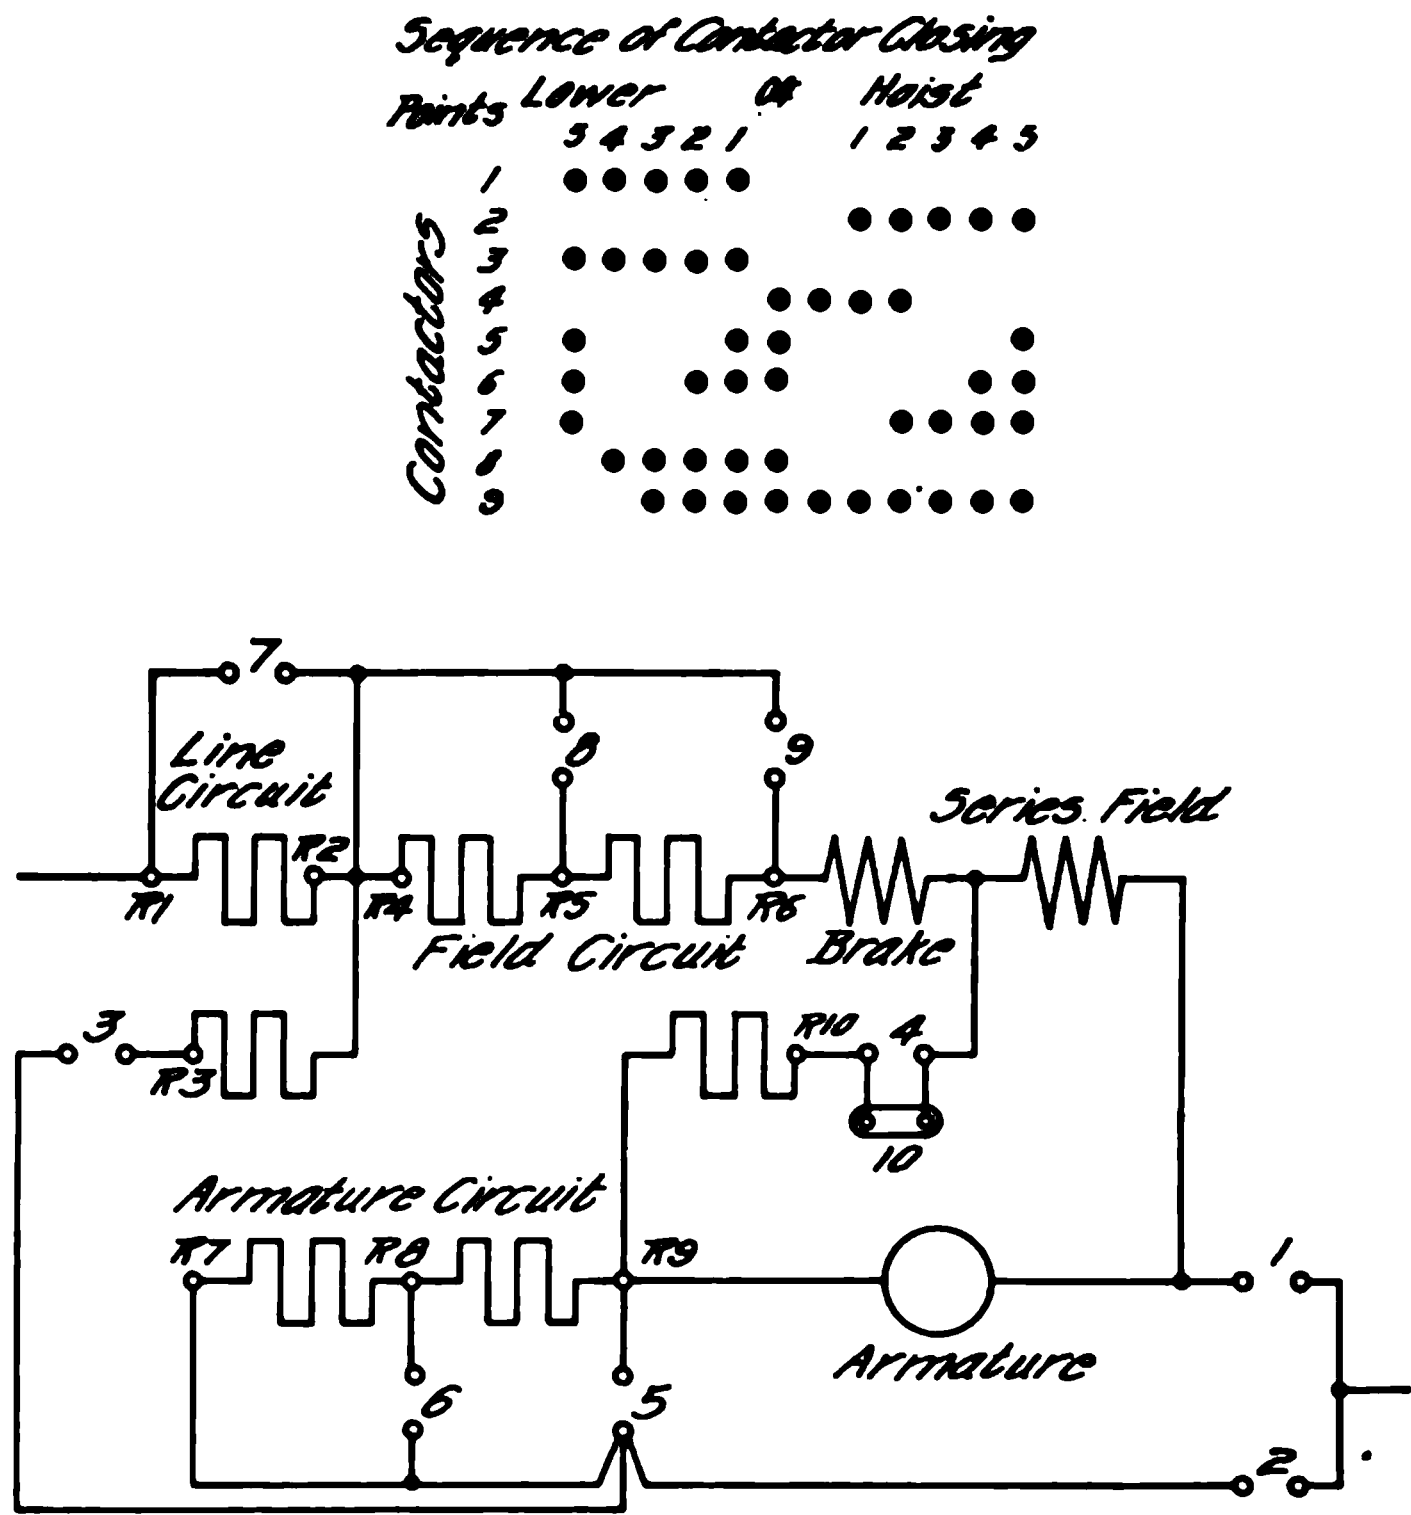 Sequence of Contactor Closing
Points Lower Off Hoist
5 4 3 2 1 1 2 3 4 5
Contactors
1
2
3
4
5
6
7
8
9
7
Line Circuit
8
9
Series Field
R1
R2
R4
R5
R6
Field Circuit
Brake
3
R3
R10
4
10
Armature Circuit
R7
R8
R9
1
Armature
6
5
2